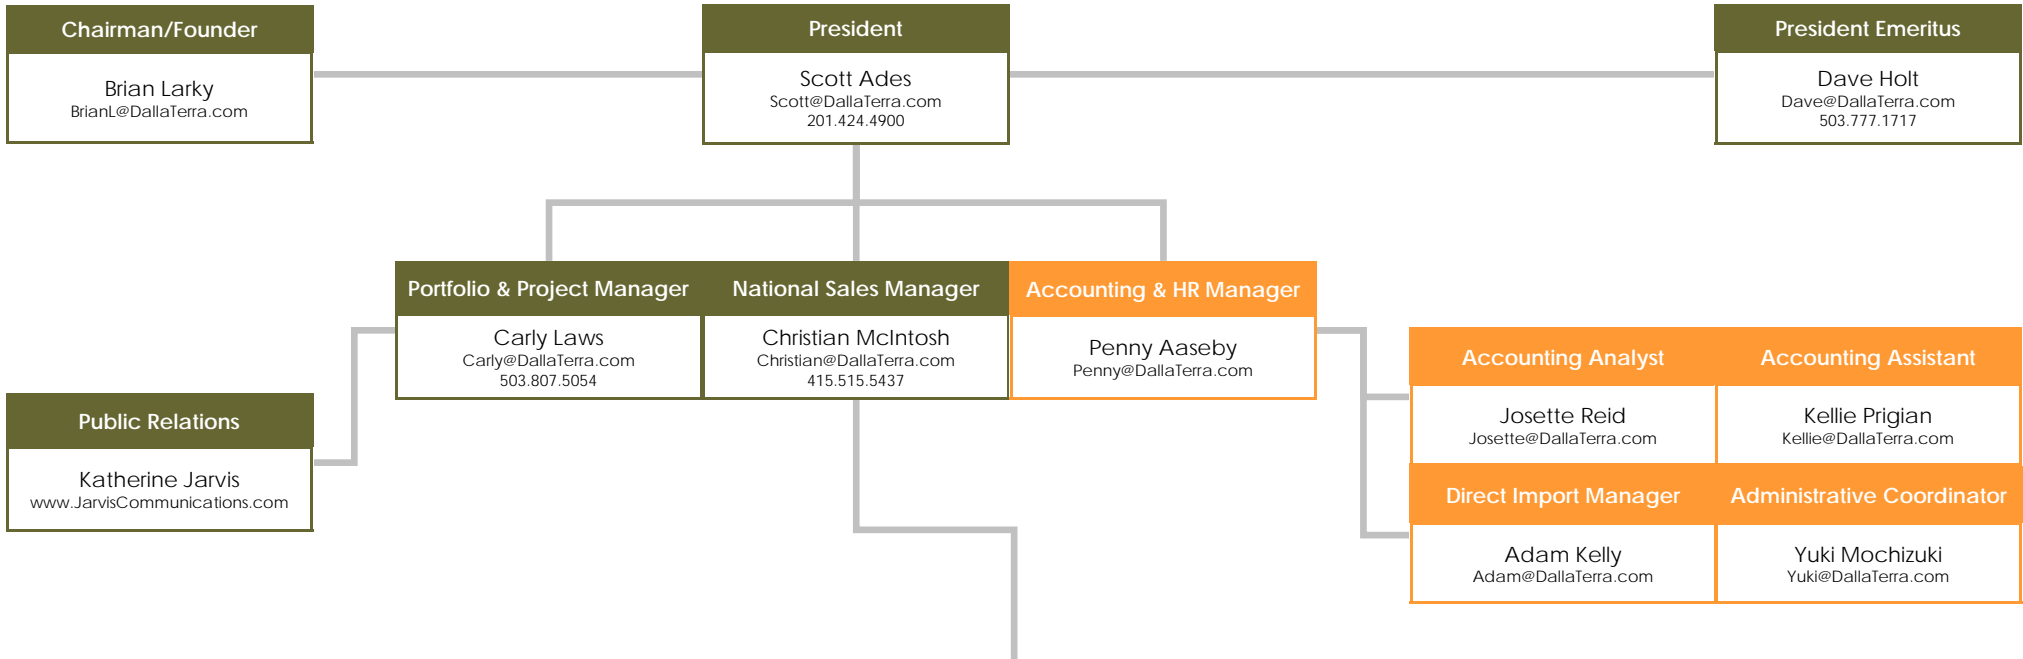 Chairman/Founder
Brian Larky
BrianL@DallaTerra.com
President
Scott Ades
Scott@DallaTerra.com
201.424.4900
President Emeritus
Dave Holt
Dave@DallaTerra.com
503.777.1717
Portfolio & Project Manager
Carly Laws
Carly@DallaTerra.com
503.807.5054
National Sales Manager
Christian McIntosh
Christian@DallaTerra.com
415.515.5437
Accounting & HR Manager
Penny Aaseby
Penny@DallaTerra.com
Public Relations
Katherine Jarvis
www.JarvisCommunications.com
Accounting Analyst
Josette Reid
Josette@DallaTerra.com
Accounting Assistant
Kellie Prigian
Kellie@DallaTerra.com
Direct Import Manager
Adam Kelly
Adam@DallaTerra.com
Administrative Coordinator
Yuki Mochizuki
Yuki@DallaTerra.com